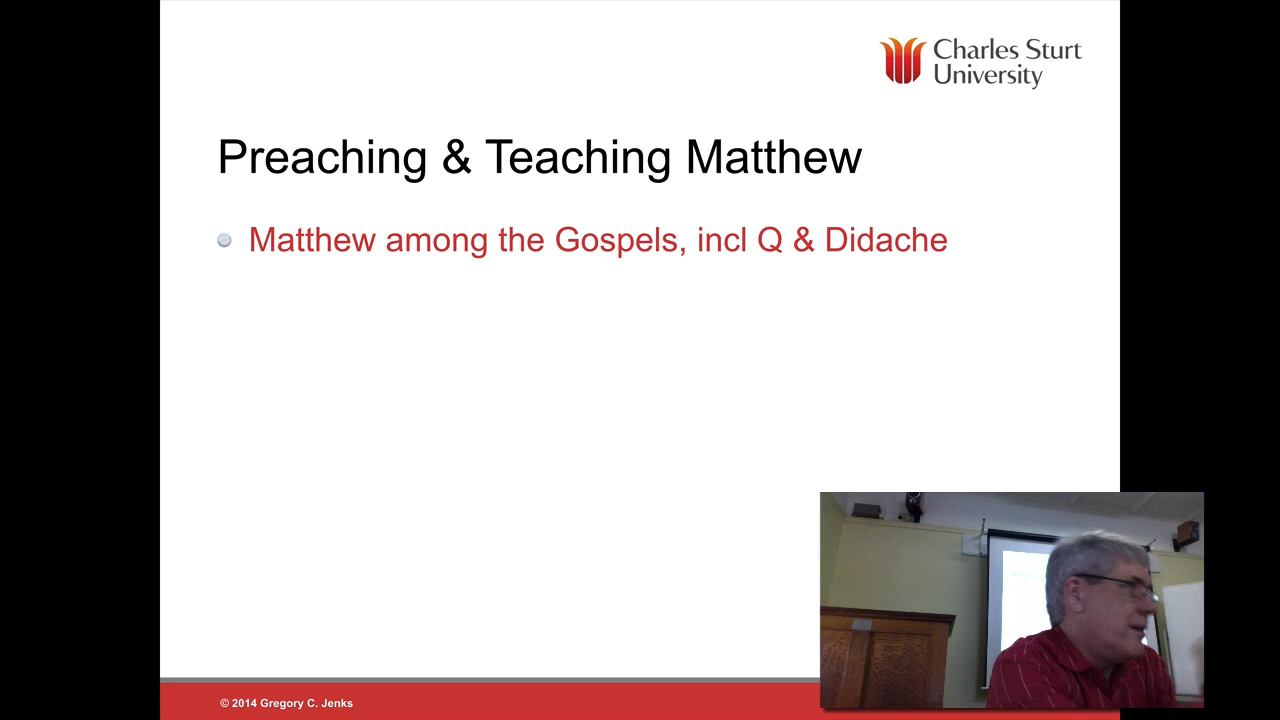 Charles Sturt
University
Preaching & Teaching Matthew
Matthew among the Gospels, incl Q & Didache
© 2014 Gregory C. Jenks